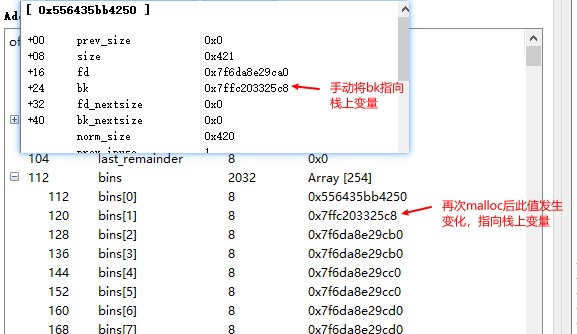 [ 0x556435bb4250 ]
+00 prev_size 0x0
+08 size 0x421
+16 fd 0x7f6da8e29ca0
+24 bk 0x7ffc203325c8
手动将bk指向
栈上变量
+32 fd_nextsize 0x0
+40 bk_nextsize 0x0
norm_size 0x420
104 last_remainder 8 0x0
112 bins 2032 Array [254]
112 bins[0] 8 0x556435bb4250
120 bins[1] 8 0x7ffc203325c8
再次malloc后此值发生
变化，指向栈上变量
128 bins[2] 8 0x7f6da8e29cb0
136 bins[3] 8 0x7f6da8e29cb0
144 bins[4] 8 0x7f6da8e29cc0
152 bins[5] 8 0x7f6da8e29cc0
160 bins[6] 8 0x7f6da8e29cd0
168 bins[7] 8 0x7f6da8e29cd0